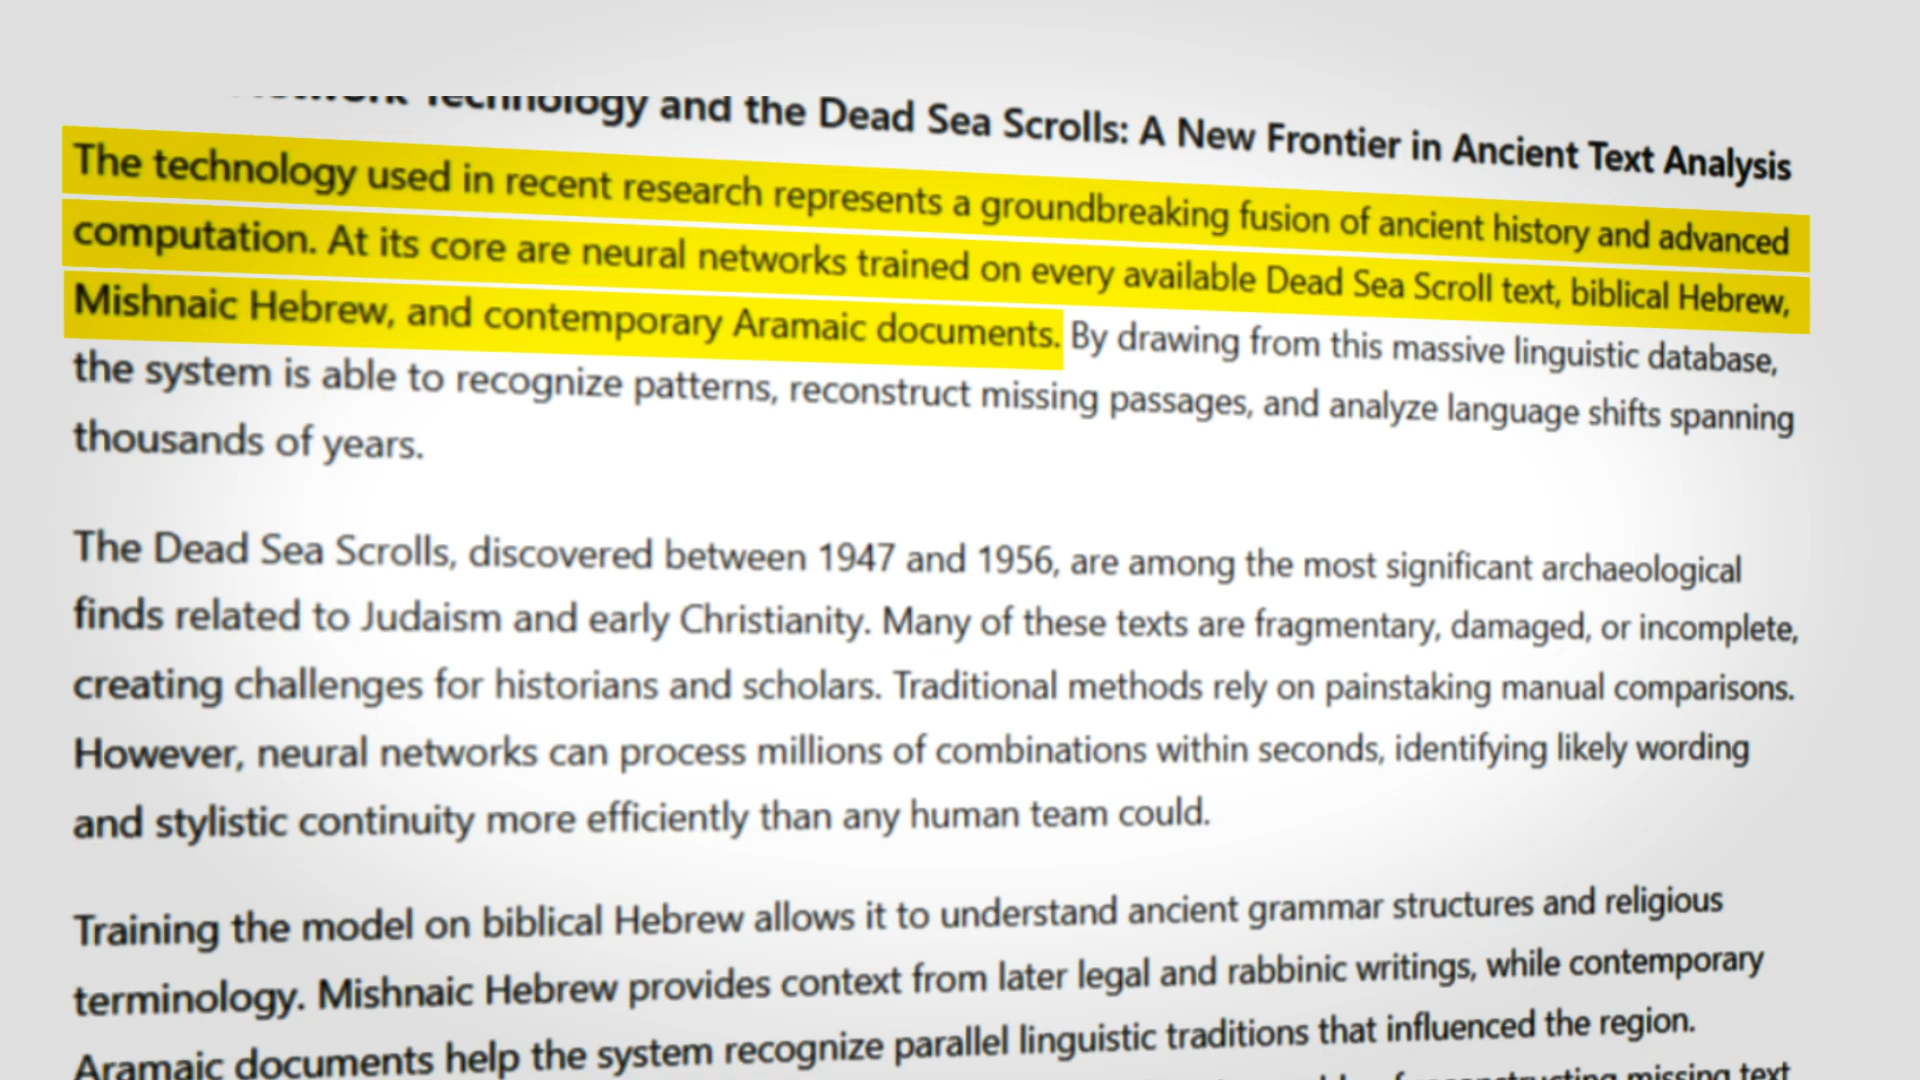 Technology and the Dead Sea Scrolls: A New Frontier in Ancient Text Analysis
The technology used in recent research represents a groundbreaking fusion of ancient history and advanced
computation. At its core are neural networks trained on every available Dead Sea Scroll text, biblical Hebrew,
Mishnaic Hebrew, and contemporary Aramaic documents. By drawing from this massive linguistic database,
the system is able to recognize patterns, reconstruct missing passages, and analyze language shifts spanning
thousands of years.
The Dead Sea Scrolls, discovered between 1947 and 1956, are among the most significant archaeological
finds related to Judaism and early Christianity. Many of these texts are fragmentary, damaged, or incomplete,
creating challenges for historians and scholars. Traditional methods rely on painstaking manual comparisons.
However, neural networks can process millions of combinations within seconds, identifying likely wording
and stylistic continuity more efficiently than any human team could.
Training the model on biblical Hebrew allows it to understand ancient grammar structures and religious
terminology. Mishnaic Hebrew provides context from later legal and rabbinic writings, while contemporary
Aramaic documents help the system recognize parallel linguistic traditions that influenced the region.
missing text